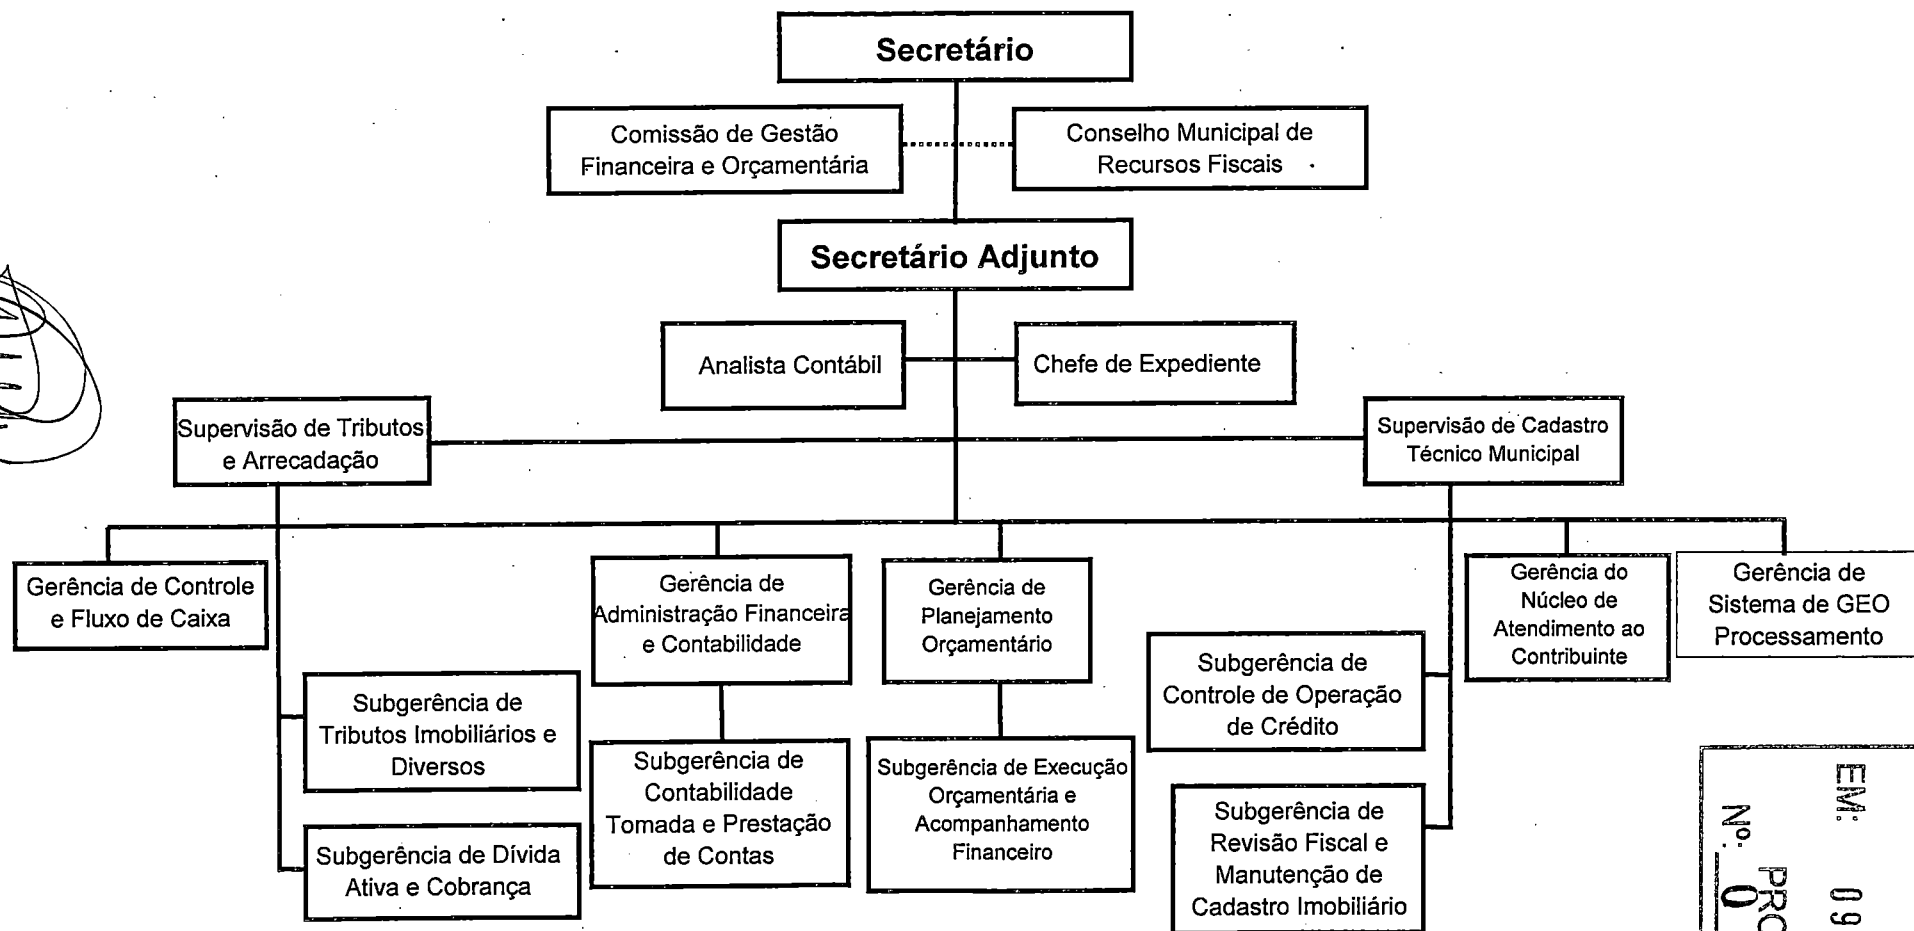 Secretário
Comissão de Gestão
Financeira e Orçamentária
Conselho Municipal de
Recursos Fiscais
Secretário Adjunto
Analista Contábil
Chefe de Expediente
Supervisão de Tributos
e Arrecadação
Supervisão de Cadastro
Técnico Municipal
Gerência de Controle
e Fluxo de Caixa
Gerência de
Administração Financeira
e Contabilidade
Gerência de
Planejamento
Orçamentário
Gerência do
Núcleo de
Atendimento ao
Contribuinte
Gerência de
Sistema de GEO
Processamento
Subgerência de
Tributos Imobiliários e
Diversos
Subgerência de Dívida
Ativa e Cobrança
Subgerência de
Contabilidade
Tomada e Prestação
de Contas
Subgerência de Execução
Orçamentária e
Acompanhamento
Financeiro
Subgerência de
Controle de Operação
de Crédito
Subgerência de
Revisão Fiscal e
Manutenção de
Cadastro Imobiliário
EM: 09
PRO
Nº: 0